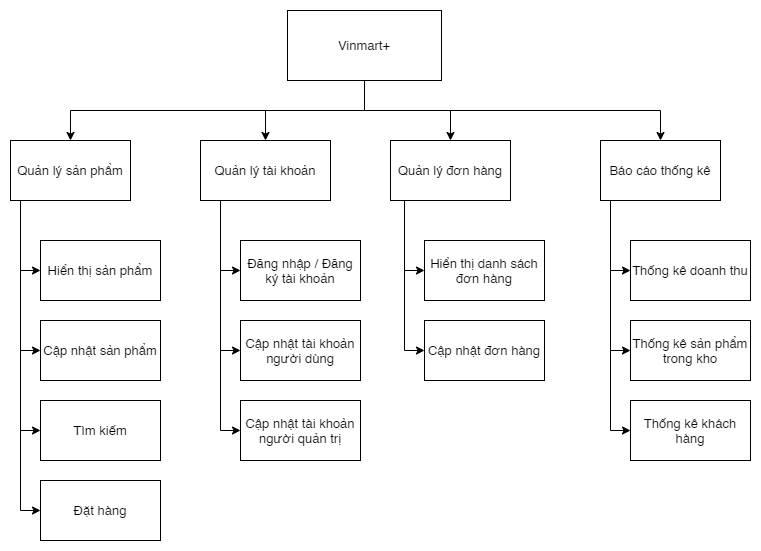 Vinmart+
Quản lý sản phẩm
Quản lý tài khoản
Quản lý đơn hàng
Báo cáo thống kê
Hiển thị sản phẩm
Cập nhật sản phẩm
Tìm kiếm
Đặt hàng
Đăng nhập / Đăng
ký tài khoản
Cập nhật tài khoản
người dùng
Cập nhật tài khoản
người quản trị
Hiển thị danh sách
đơn hàng
Cập nhật đơn hàng
Thống kê doanh thu
Thống kê sản phẩm
trong kho
Thống kê khách
hàng